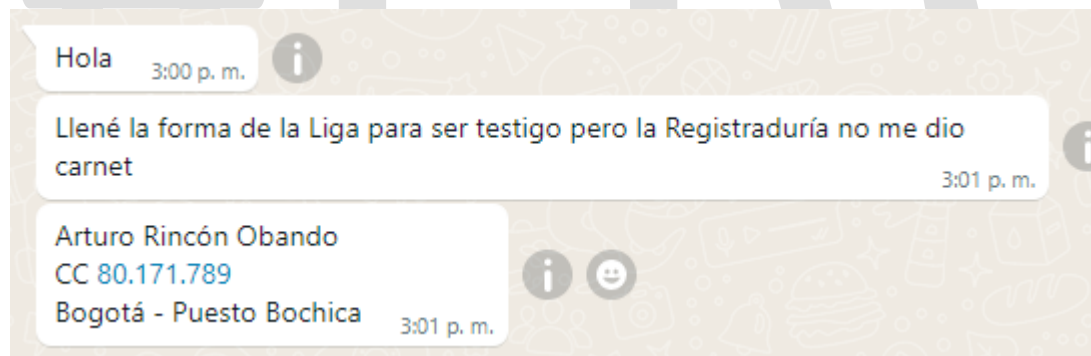 Hola
3:00 p. m.
Llené la forma de la Liga para ser testigo pero la Registraduría no me dio
carnet
3:01 p. m.
Arturo Rincón Obando
CC 80.171.789
Bogotá - Puesto Bochica
3:01 p. m.